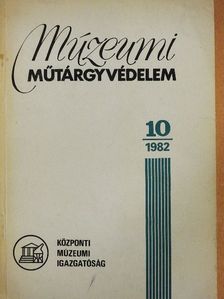 Múzeumi
MŰTÁRGYVÉDELEM
10
1982
KÖZPONTI
MÚZEUMI
IGAZGATÓSÁG